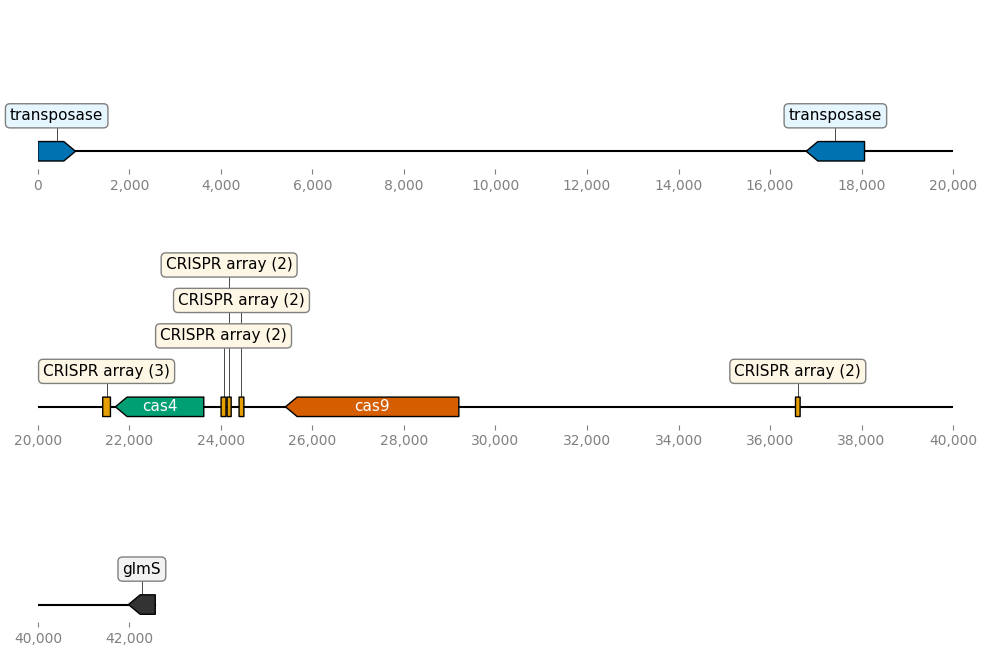 transposase transposase
0 2,000 4,000 6,000 8,000 10,000 12,000 14,000 16,000 18,000 20,000
CRISPR array (2)
CRISPR array (2)
CRISPR array (2)
CRISPR array (3) CRISPR array (2)
cas4 cas9
20,000 22,000 24,000 26,000 28,000 30,000 32,000 34,000 36,000 38,000 40,000
glmS
40,000 42,000